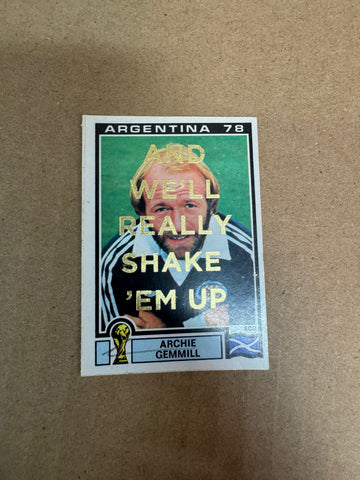 ARGENTINA 78
AND
WE'LL
REALLY
SHAKE
'EM UP
ARCHIE
GEMMILL